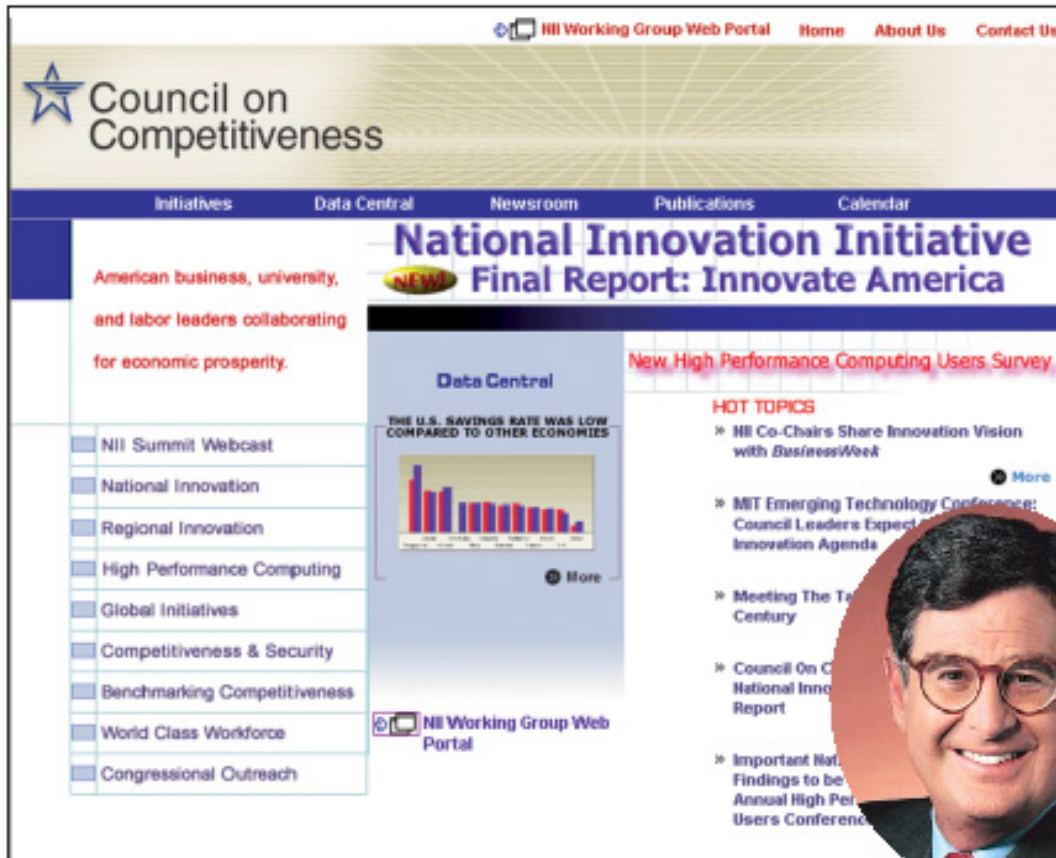 NII Working Group Web Portal
Home
About Us
Contact Us
Council on
Competitiveness
Initiatives
Data Central
Newsroom
Publications
Calendar
American business, university,
and labor leaders collaborating
for economic prosperity.
National Innovation Initiative
NEW!
Final Report: Innovate America
NII Summit Webcast
National Innovation
Regional Innovation
High Performance Computing
Global Initiatives
Competitiveness & Security
Benchmarking Competitiveness
World Class Workforce
Congressional Outreach
Data Central
THE U.S. SAVINGS RATE WAS LOW
COMPARED TO OTHER ECONOMIES
More
NII Working Group Web
Portal
New High Performance Computing Users Survey
HOT TOPICS
» NII Co-Chairs Share Innovation Vision
with BusinessWeek
More
» MIT Emerging Technology Conference:
Council Leaders Expect
Innovation Agenda
» Meeting The
Century
» Council On
National
Report
» Important
Findings to be
Annual High
Users